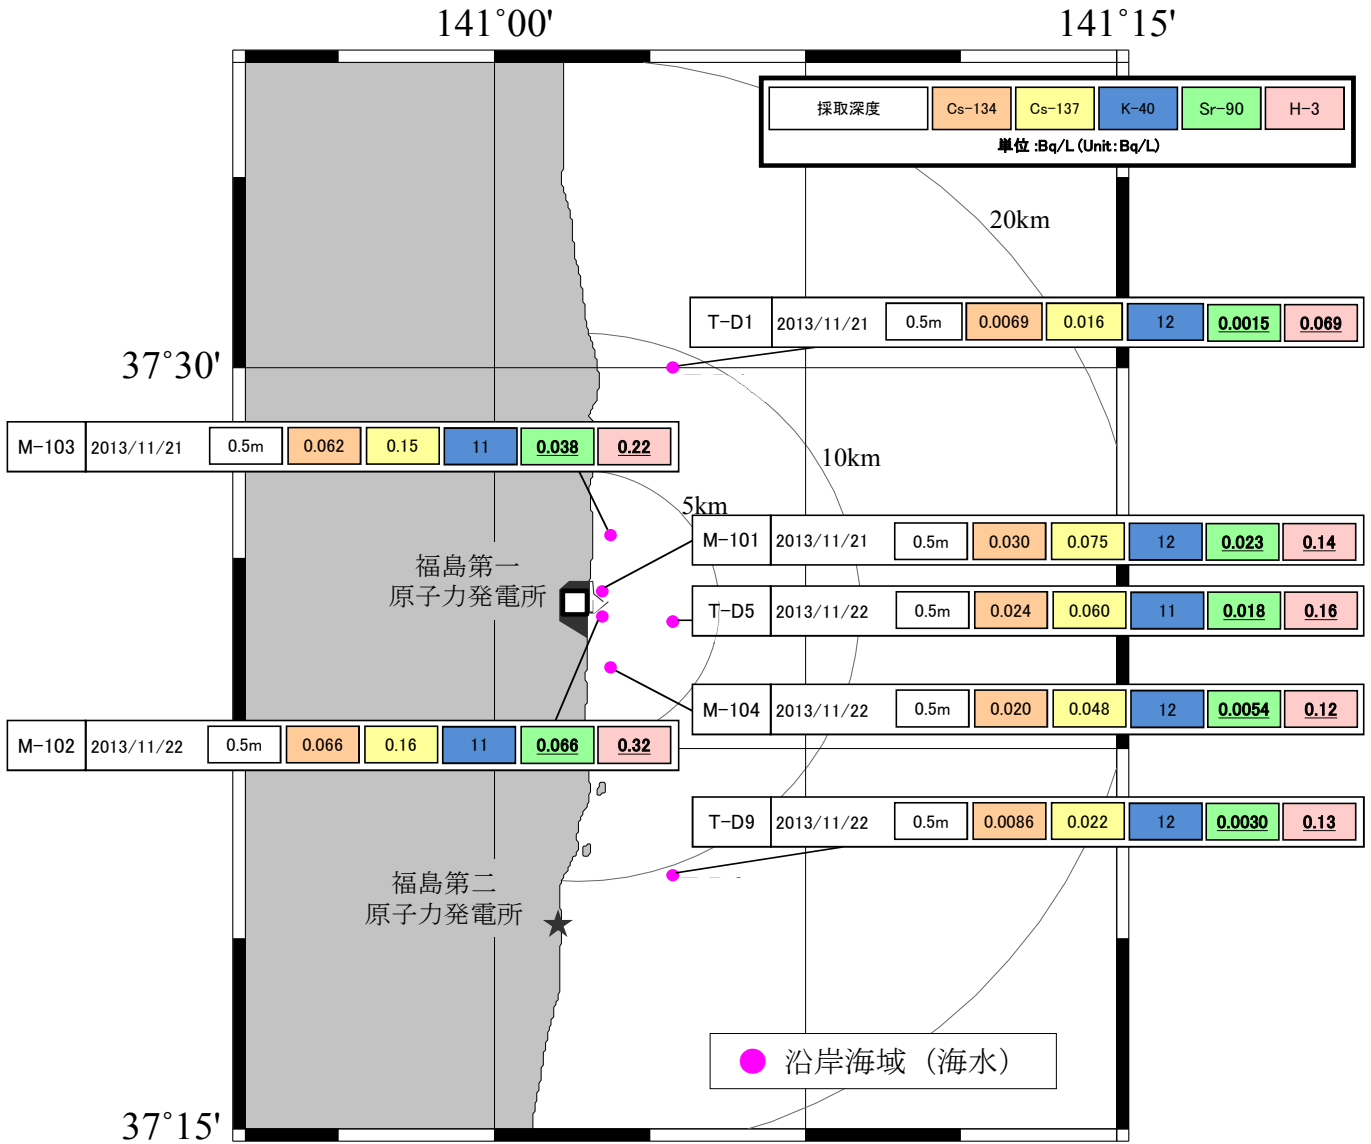 141°00' 141°15'
採取深度 Cs-134 Cs-137 K-40 Sr-90 H-3
単位 :Bq/L (Unit:Bq/L)
20km
T-D1 2013/11/21 0.5m 0.0069 0.016 12 0.0015 0.069
37°30'
M-103 2013/11/21 0.5m 0.062 0.15 11 0.038 0.22
10km
5km
M-101 2013/11/21 0.5m 0.030 0.075 12 0.023 0.14
福島第一
原子力発電所
T-D5 2013/11/22 0.5m 0.024 0.060 11 0.018 0.16
M-104 2013/11/22 0.5m 0.020 0.048 12 0.0054 0.12
M-102 2013/11/22 0.5m 0.066 0.16 11 0.066 0.32
T-D9 2013/11/22 0.5m 0.0086 0.022 12 0.0030 0.13
福島第二
原子力発電所
沿岸海域（海水）
37°15'